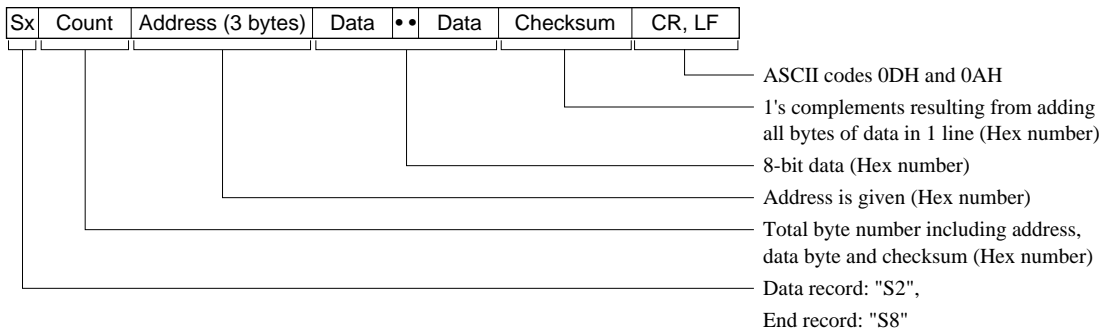 Sx Count Address (3 bytes) Data •• Data Checksum CR, LF
ASCII codes 0DH and 0AH
1's complements resulting from adding
all bytes of data in 1 line (Hex number)
8-bit data (Hex number)
Address is given (Hex number)
Total byte number including address,
data byte and checksum (Hex number)
Data record: "S2",
End record: "S8"